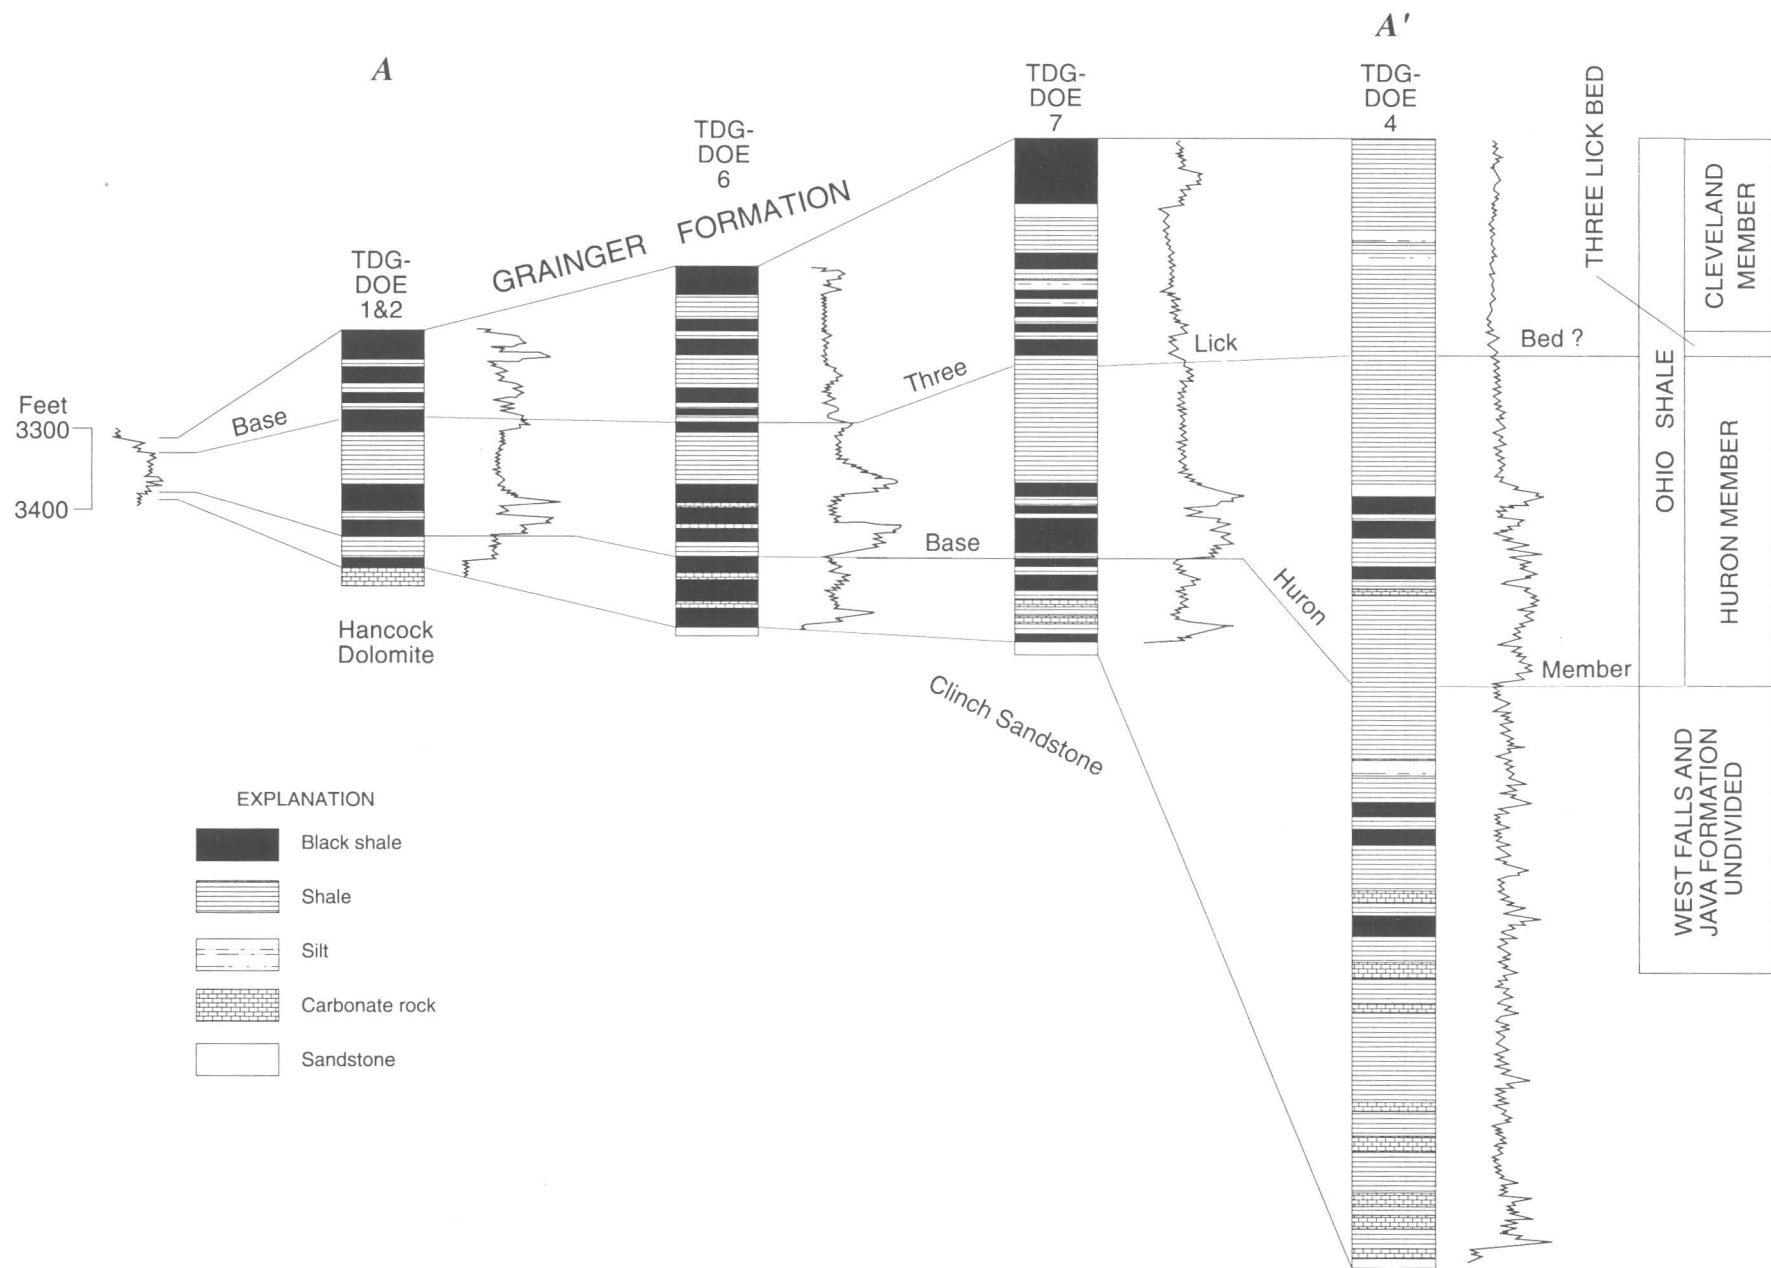 A
A'
TDG-
DOE
1&2
TDG-
DOE
6
TDG-
DOE
7
TDG-
DOE
4
GRAINGER FORMATION
Feet
3300
3400
Base
Three
Lick
Bed ?
Base
Huron
Member
Hancock
Dolomite
Clinch Sandstone
THREE LICK BED
OHIO SHALE
CLEVELAND
MEMBER
HURON MEMBER
WEST FALLS AND
JAVA FORMATION
UNDIVIDED
EXPLANATION
Black shale
Shale
Silt
Carbonate rock
Sandstone